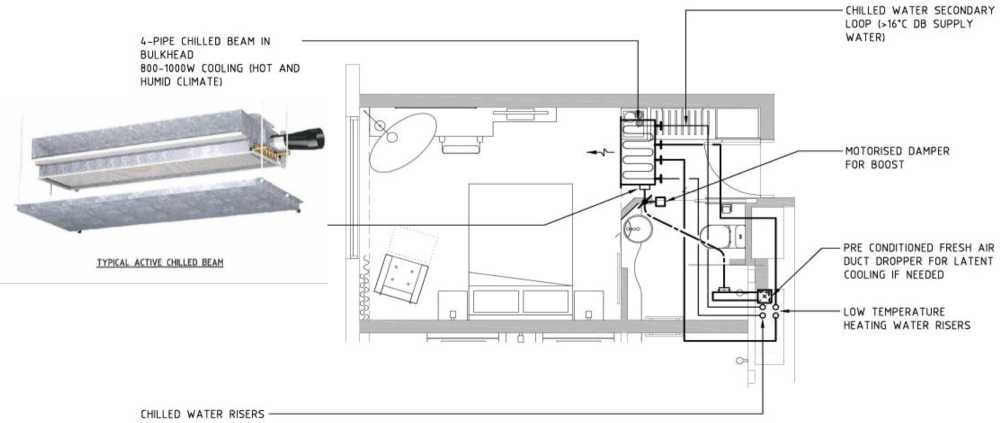 CHILLED WATER SECONDARY
LOOP (>16°C DB SUPPLY
WATER)
4-PIPE CHILLED BEAM IN
BULKHEAD
800-1000W COOLING (HOT AND
HUMID CLIMATE)
MOTORISED DAMPER
FOR BOOST
PRE CONDITIONED FRESH AIR
DUCT DROPPER FOR LATENT
COOLING IF NEEDED
TYPICAL ACTIVE CHILLED BEAM
LOW TEMPERATURE
HEATING WATER RISERS
CHILLED WATER RISERS